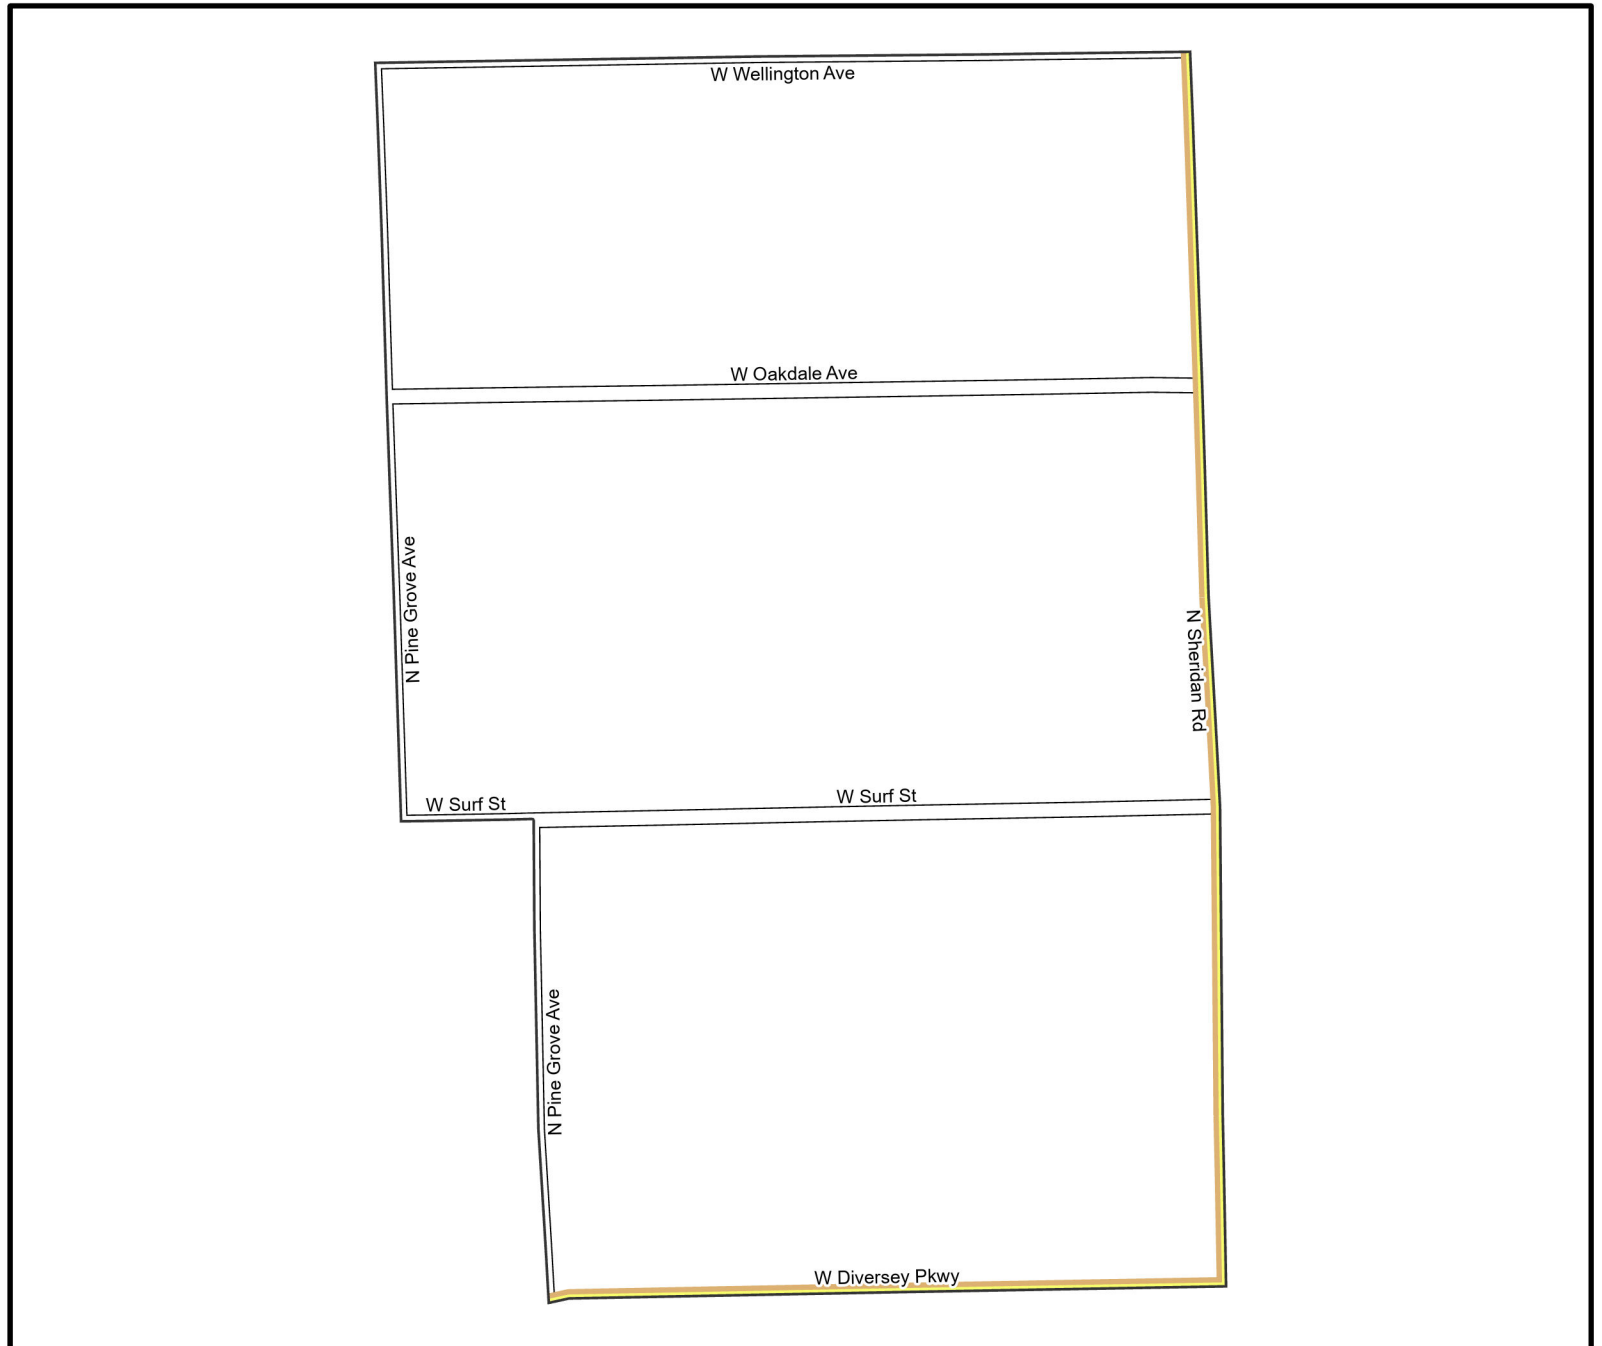 W Wellington Ave
W Oakdale Ave
N Pine Grove Ave
N Sheridan Rd
W Surf St
W Surf St
N Pine Grove Ave
W Diversey Pkwy